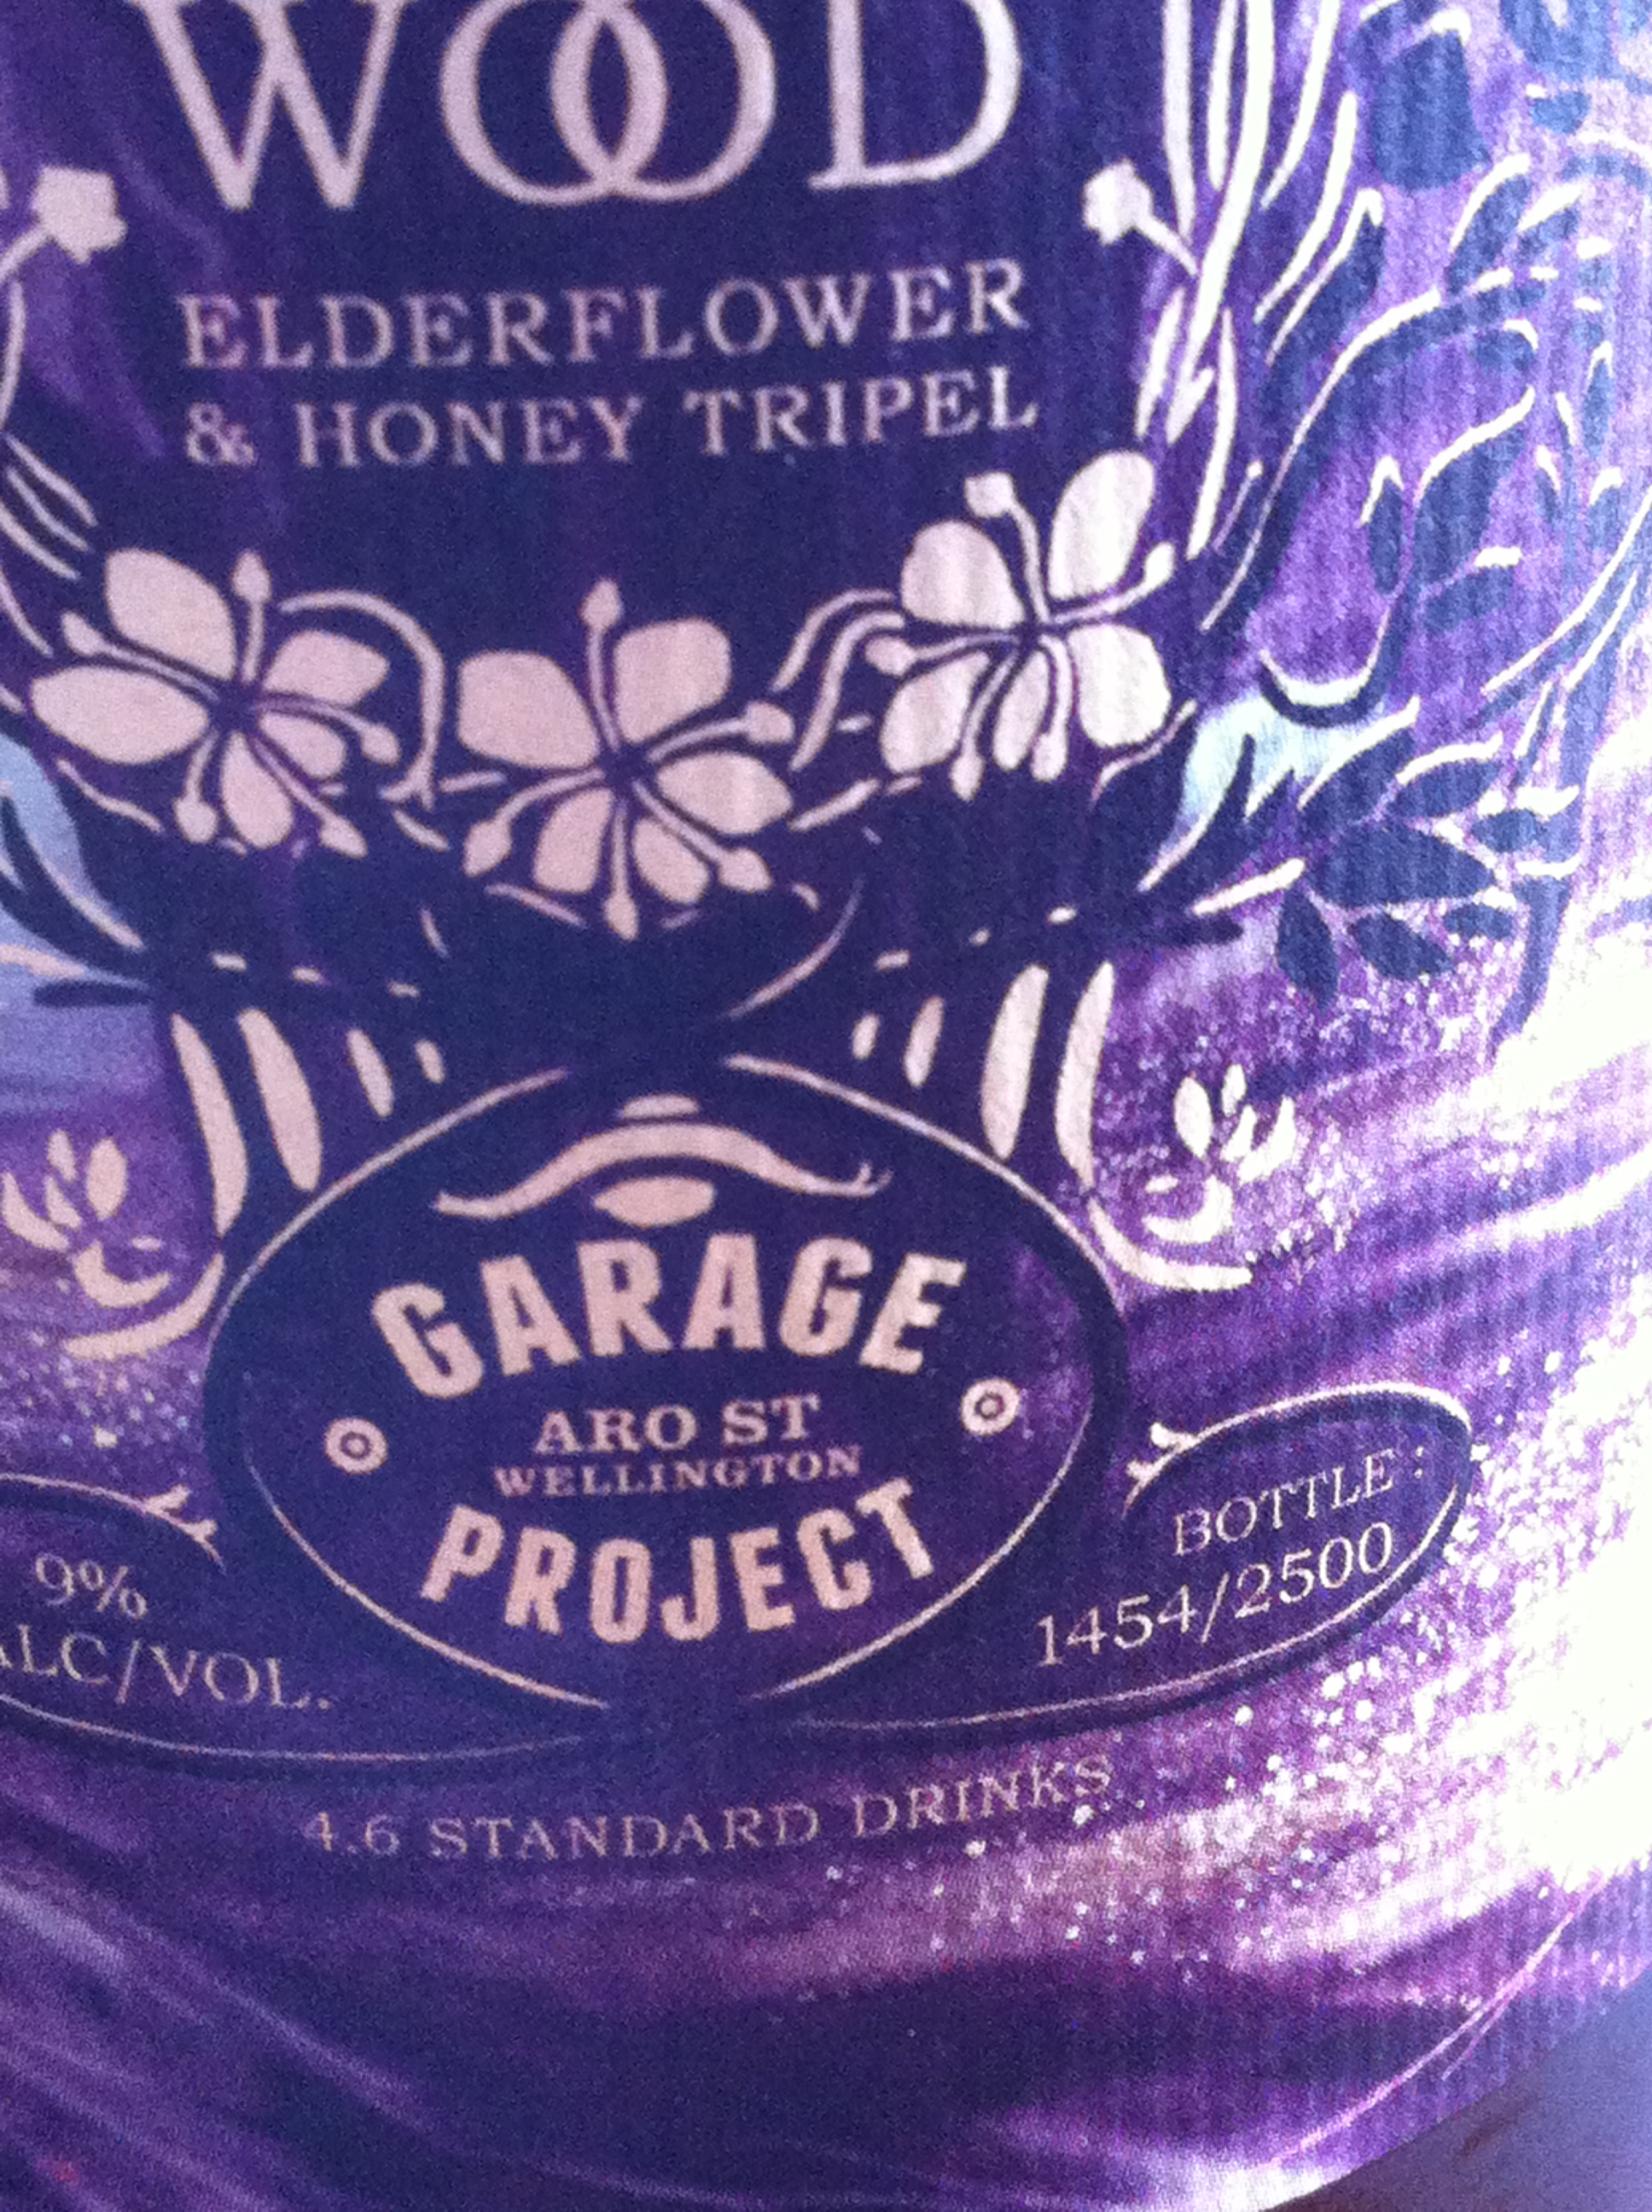 WOOD
ELDERFLOWER
& HONEY TRIPEL
GARAGE
ARO ST
WELLINGTON
PROJECT
9%
ALC/VOL.
BOTTLE:
1454/2500
4.6 STANDARD DRINKS